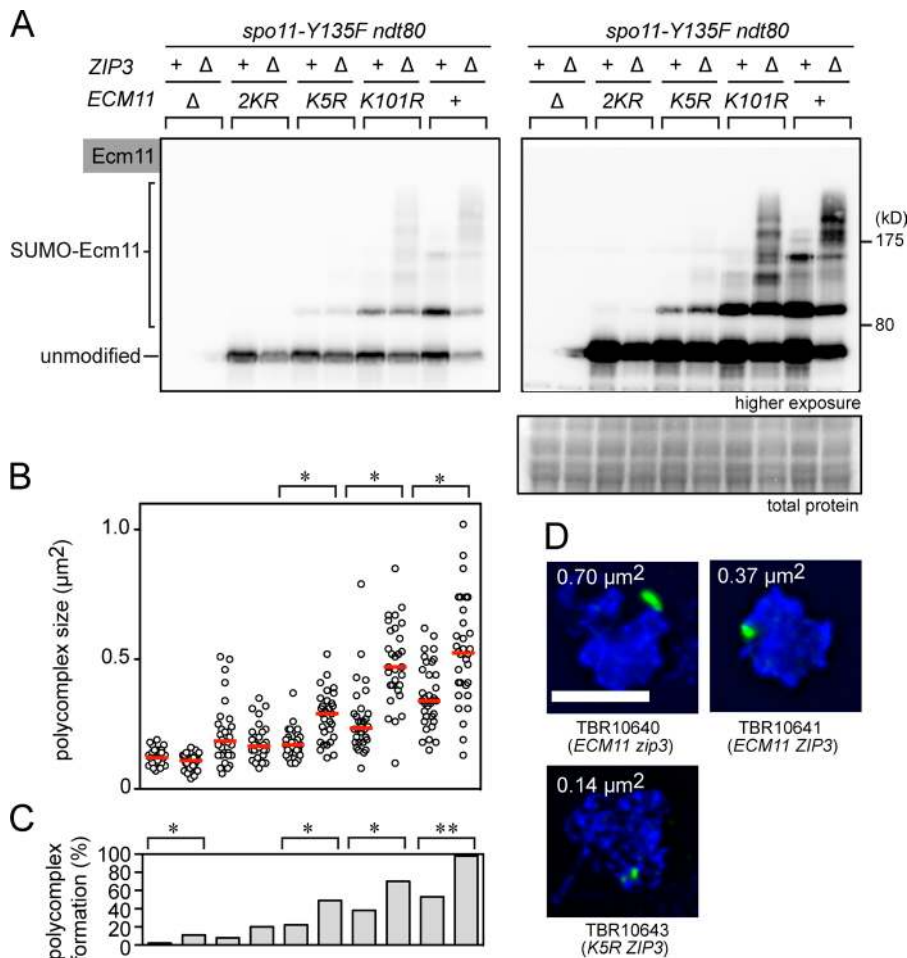 A
spo11-Y135F ndt80
spo11-Y135F ndt80
ZIP3
+ Δ + Δ + Δ + Δ + Δ
+ Δ + Δ + Δ + Δ + Δ
ECM11
Δ 2KR K5R K101R +
Δ 2KR K5R K101R +
Ecm11
SUMO-Ecm11
unmodified
(kD)
175
80
higher exposure
total protein
B
* * *
polycomplex size (μm²)
1.0
0.5
0
C
* * * **
polycomplex
formation (%)
100
80
60
40
20
0
D
0.70 μm²
0.37 μm²
TBR10640
(ECM11 zip3)
TBR10641
(ECM11 ZIP3)
0.14 μm²
TBR10643
(K5R ZIP3)